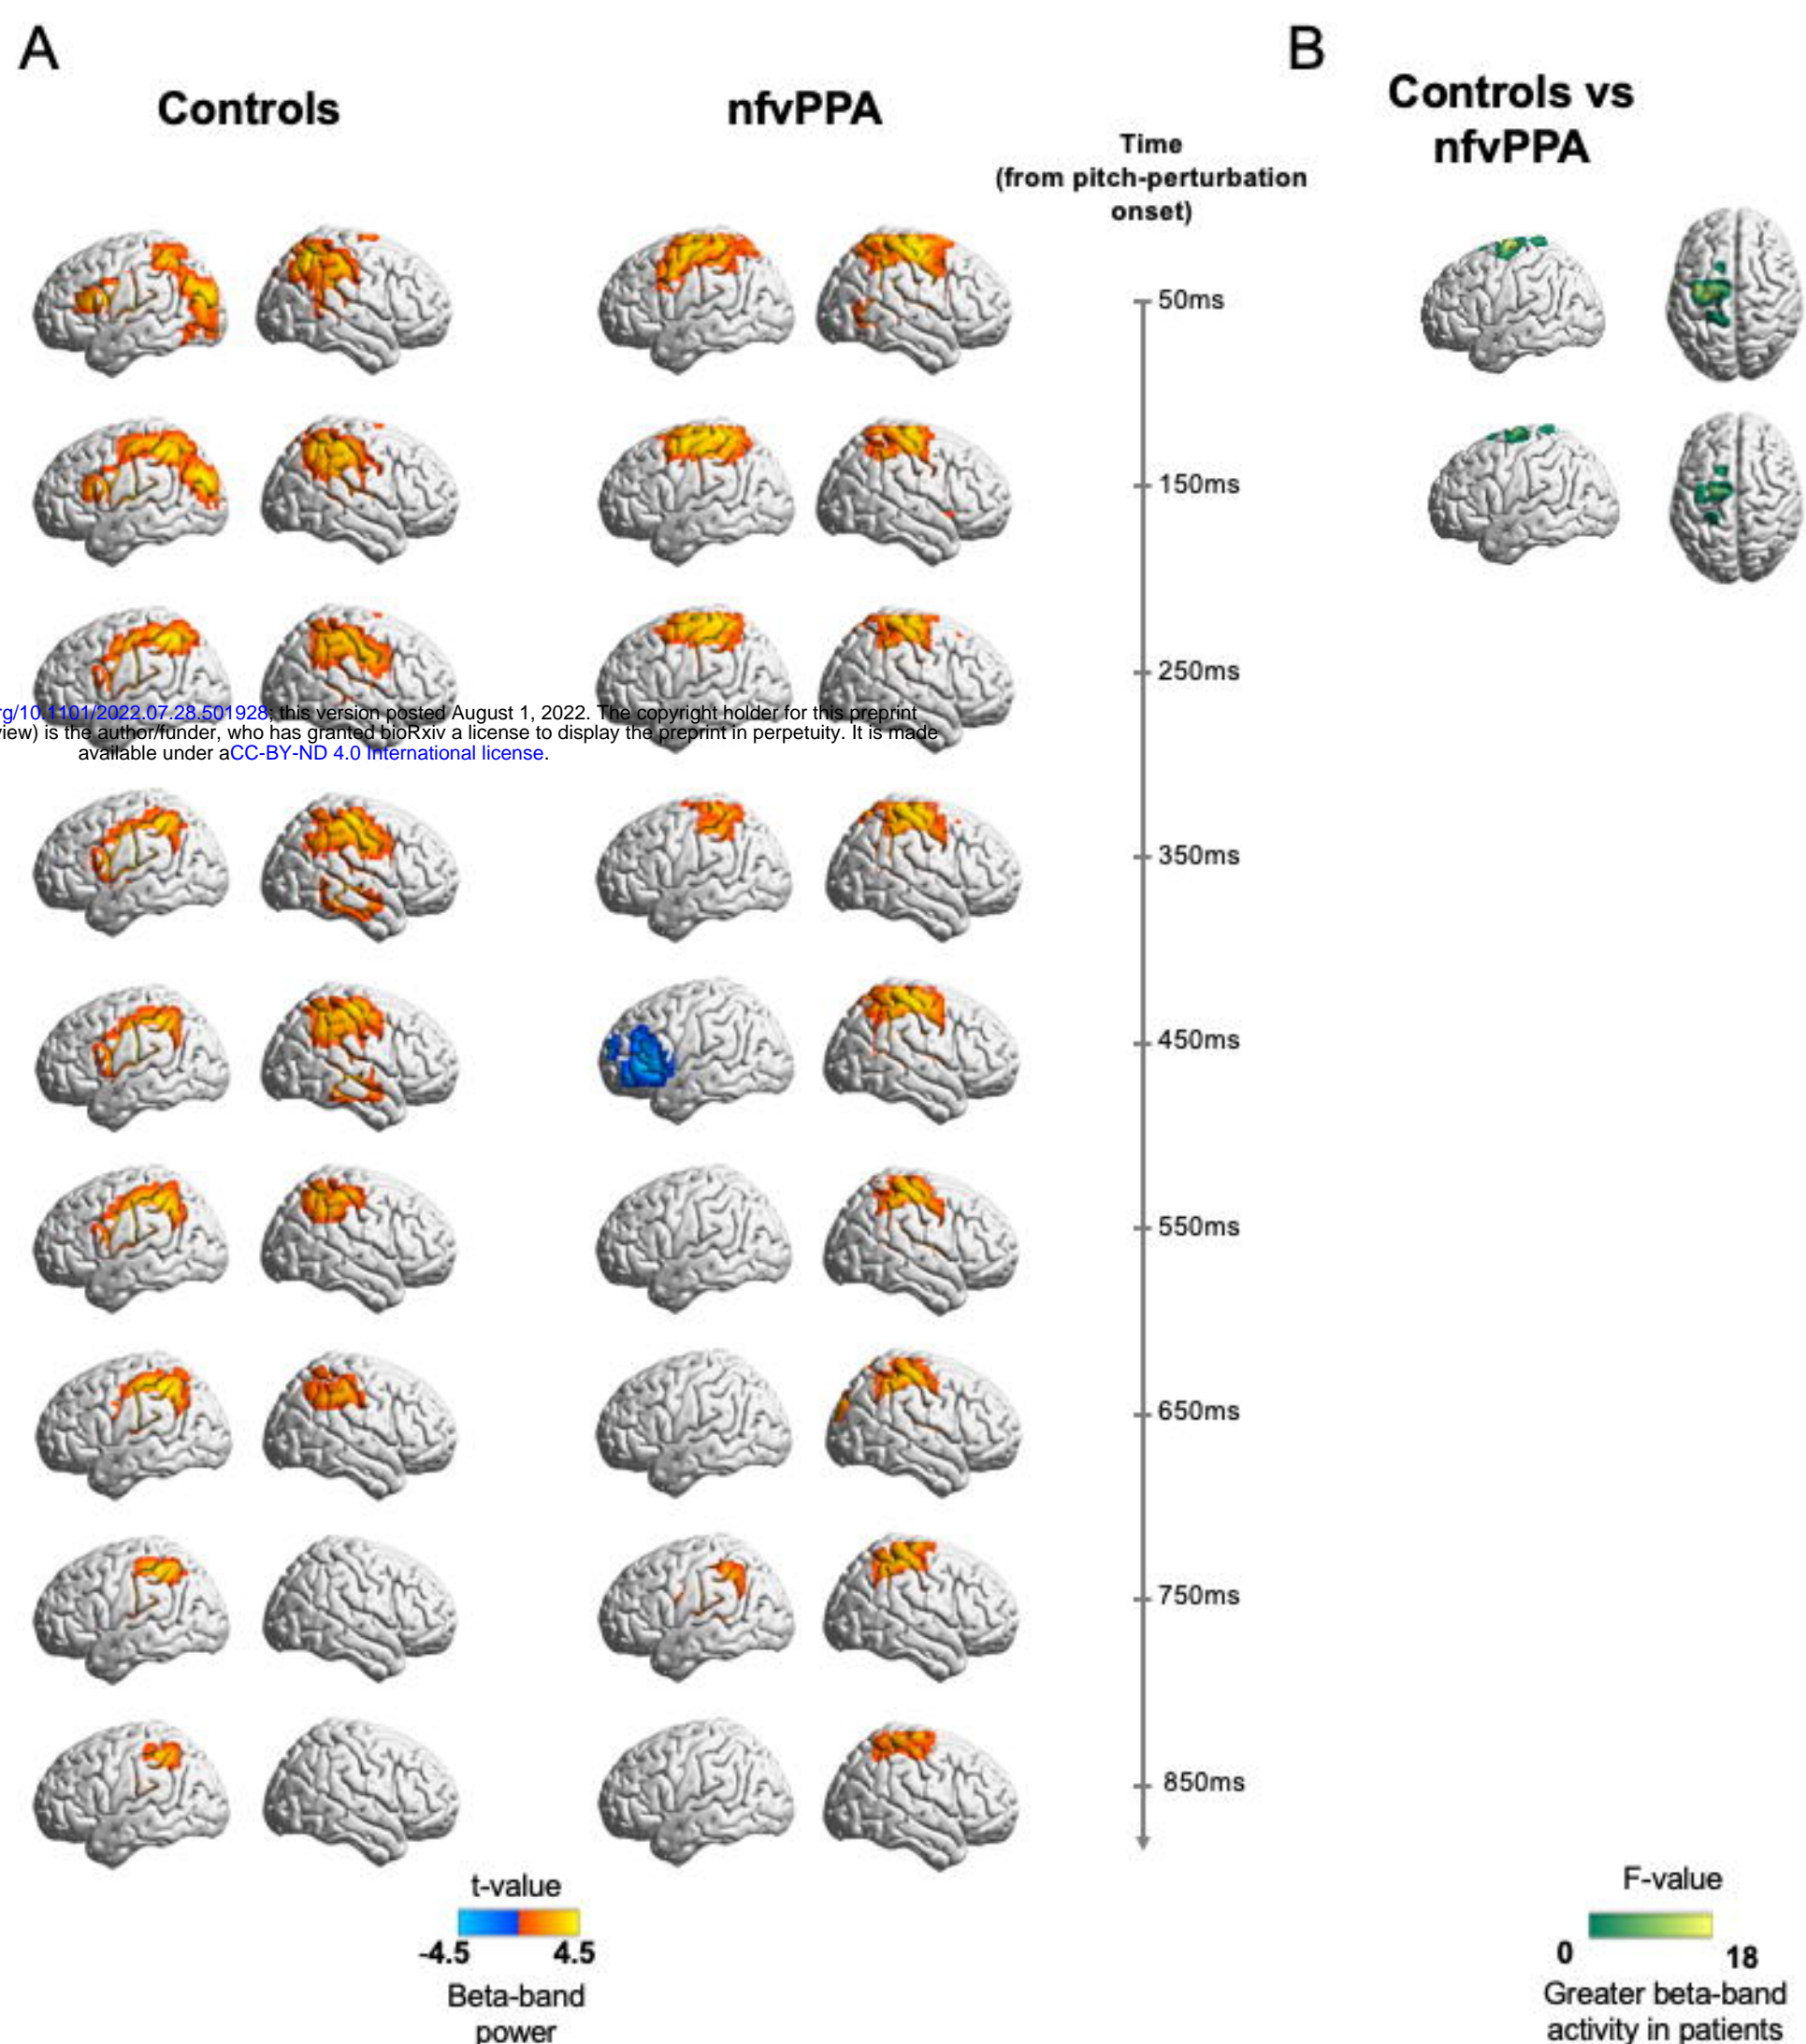 A
B
Controls
nfvPPA
Controls vs
nfvPPA
Time
(from pitch-perturbation
onset)
50ms
150ms
250ms
rg/10.1101/2022.07.28.501928; this version posted August 1, 2022. The copyright holder for this preprint
iew) is the author/funder, who has granted bioRxiv a license to display the preprint in perpetuity. It is made
available under aCC-BY-ND 4.0 International license.
350ms
450ms
550ms
650ms
750ms
850ms
t-value
-4.5 4.5
Beta-band
power
F-value
0 18
Greater beta-band
activity in patients